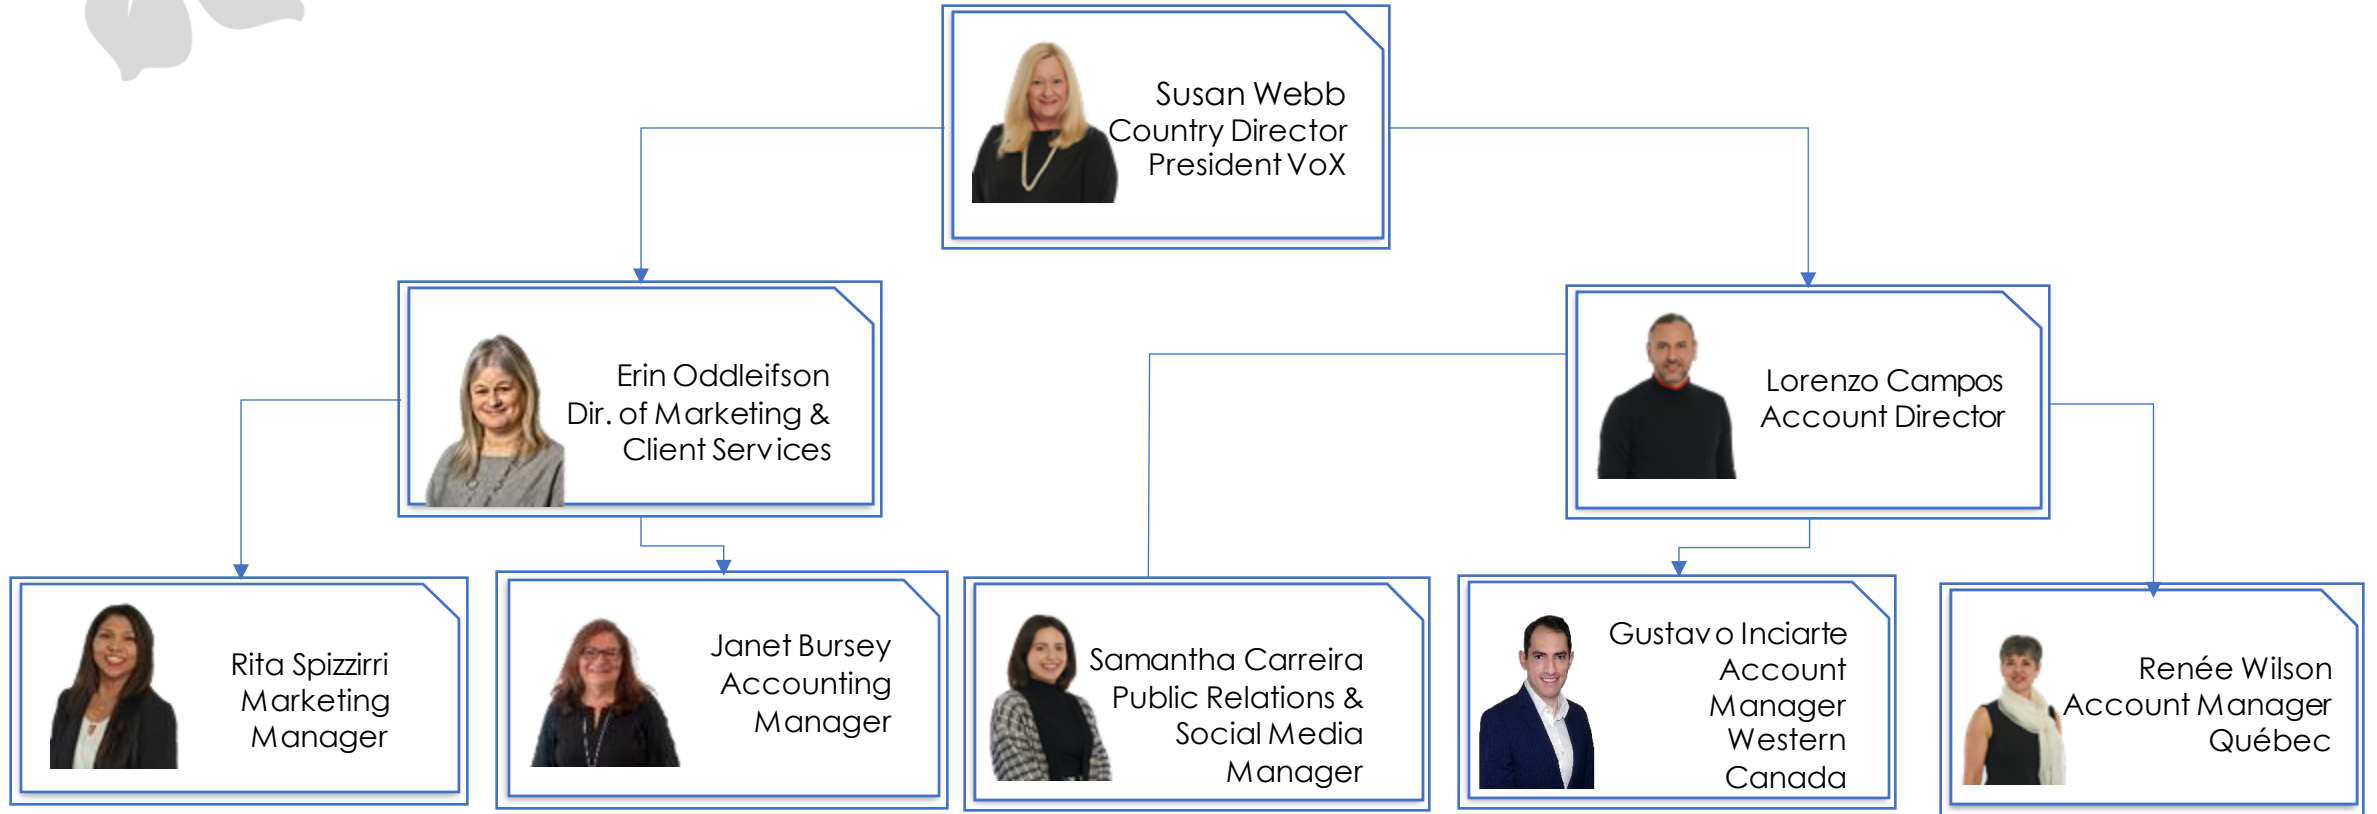 Susan Webb
Country Director
President VoX
Erin Oddleifson
Dir. of Marketing &
Client Services
Lorenzo Campos
Account Director
Rita Spizzirri
Marketing
Manager
Janet Bursey
Accounting
Manager
Samantha Carreira
Public Relations &
Social Media
Manager
Gustavo Inciarte
Account
Manager
Western
Canada
Renée Wilson
Account Manager
Québec